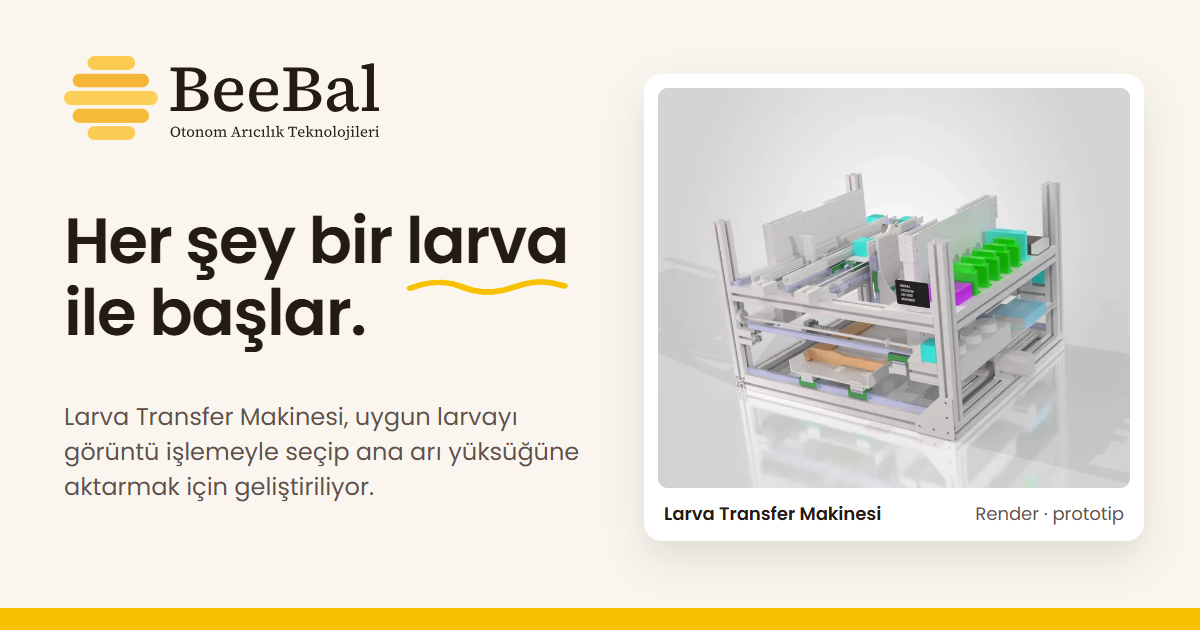 BeeBal
Otonom Arıcılık Teknolojileri
Her şey bir larva
ile başlar.
Larva Transfer Makinesi, uygun larvayı
görüntü işlemeyle seçip ana arı yüksüğüne
aktarmak için geliştiriliyor.
Larva Transfer Makinesi
Render · prototip